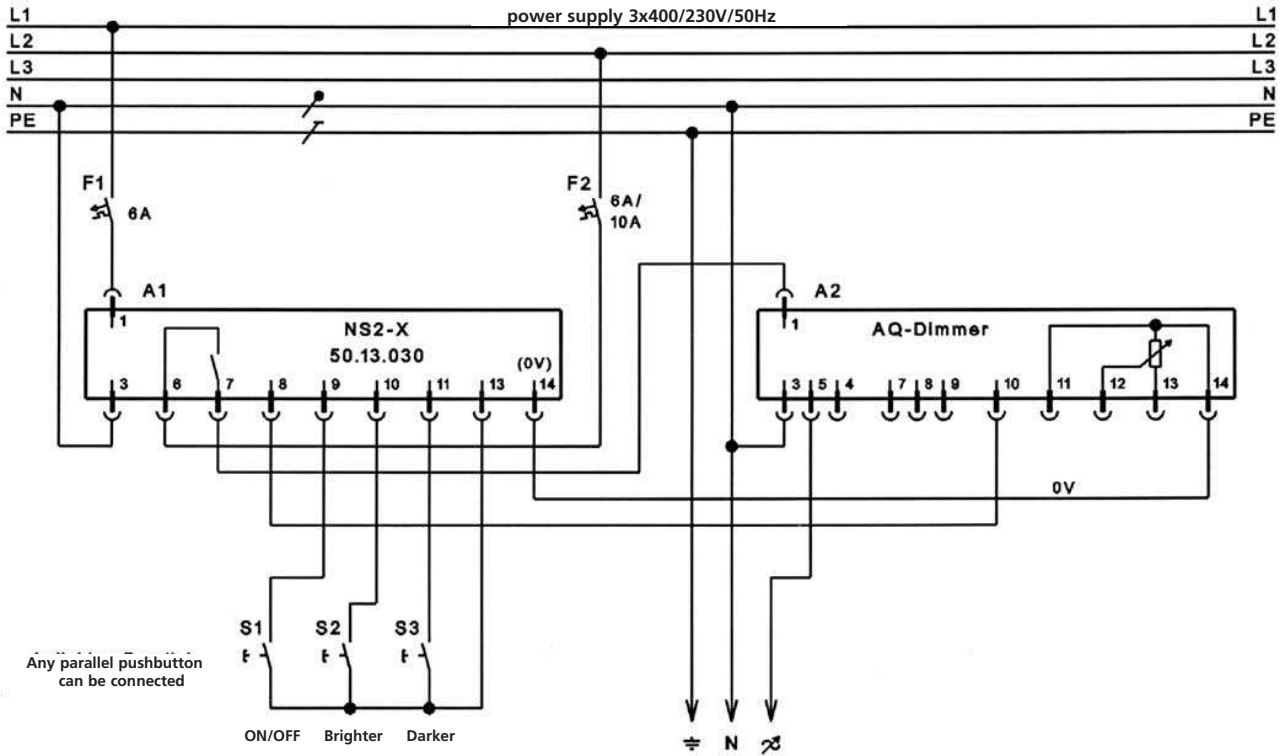 power supply 3x400/230V/50Hz
L1 L1
L2 L2
L3 L3
N N
PE PE
F1 6A
F2 6A/
10A
A1
1
NS2-X
50.13.030
(0V)
3 6 7 8 9 10 11 13 14
A2
1
AQ-Dimmer
3 5 4 7 8 9 10 11 12 13 14
0V
S1 S2 S3
Any parallel pushbutton
can be connected
ON/OFF Brighter Darker
N